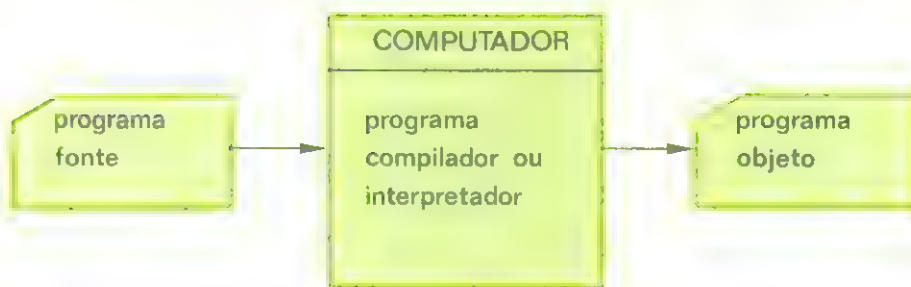 COMPUTADOR
programa
fonte
programa
compilador ou
interpretador
programa
objeto